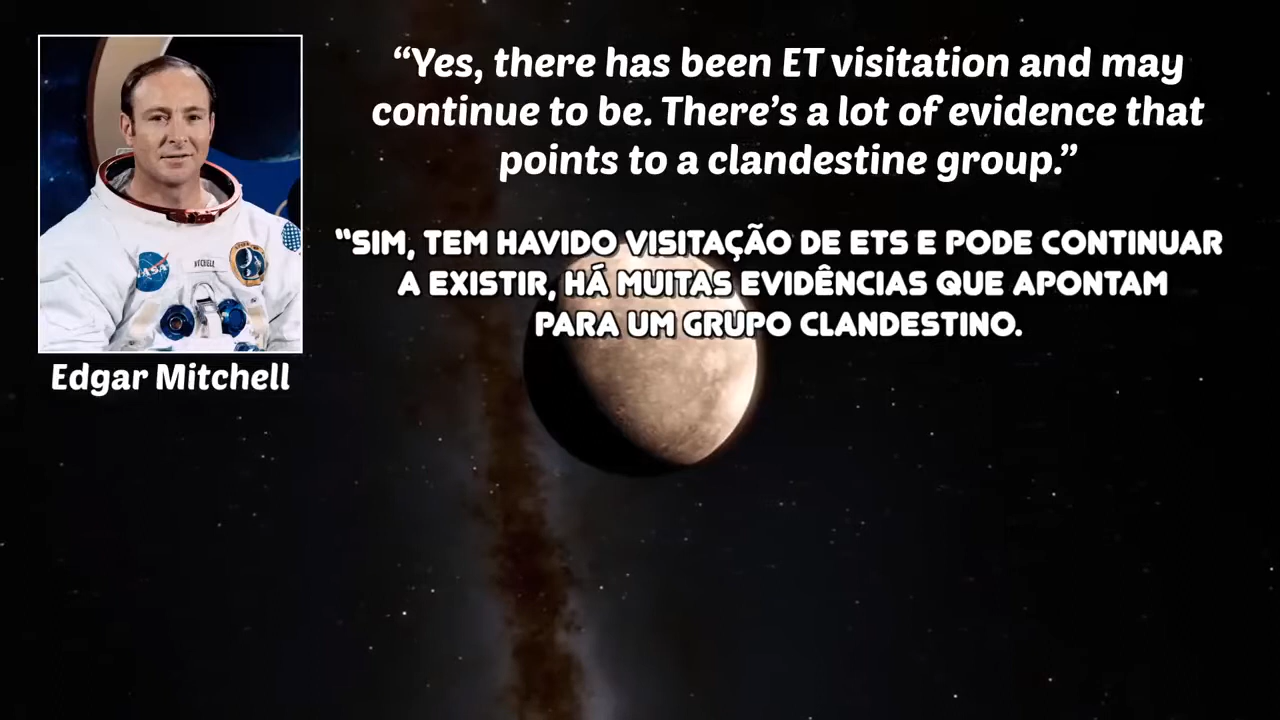 “Yes, there has been ET visitation and may
continue to be. There’s a lot of evidence that
points to a clandestine group.”
“SIM, TEM HAVIDO VISITAÇÃO DE ETS E PODE CONTINUAR
A EXISTIR, HÁ MUITAS EVIDÊNCIAS QUE APONTAM
PARA UM GRUPO CLANDESTINO.
NASA
MITCHELL
Edgar Mitchell